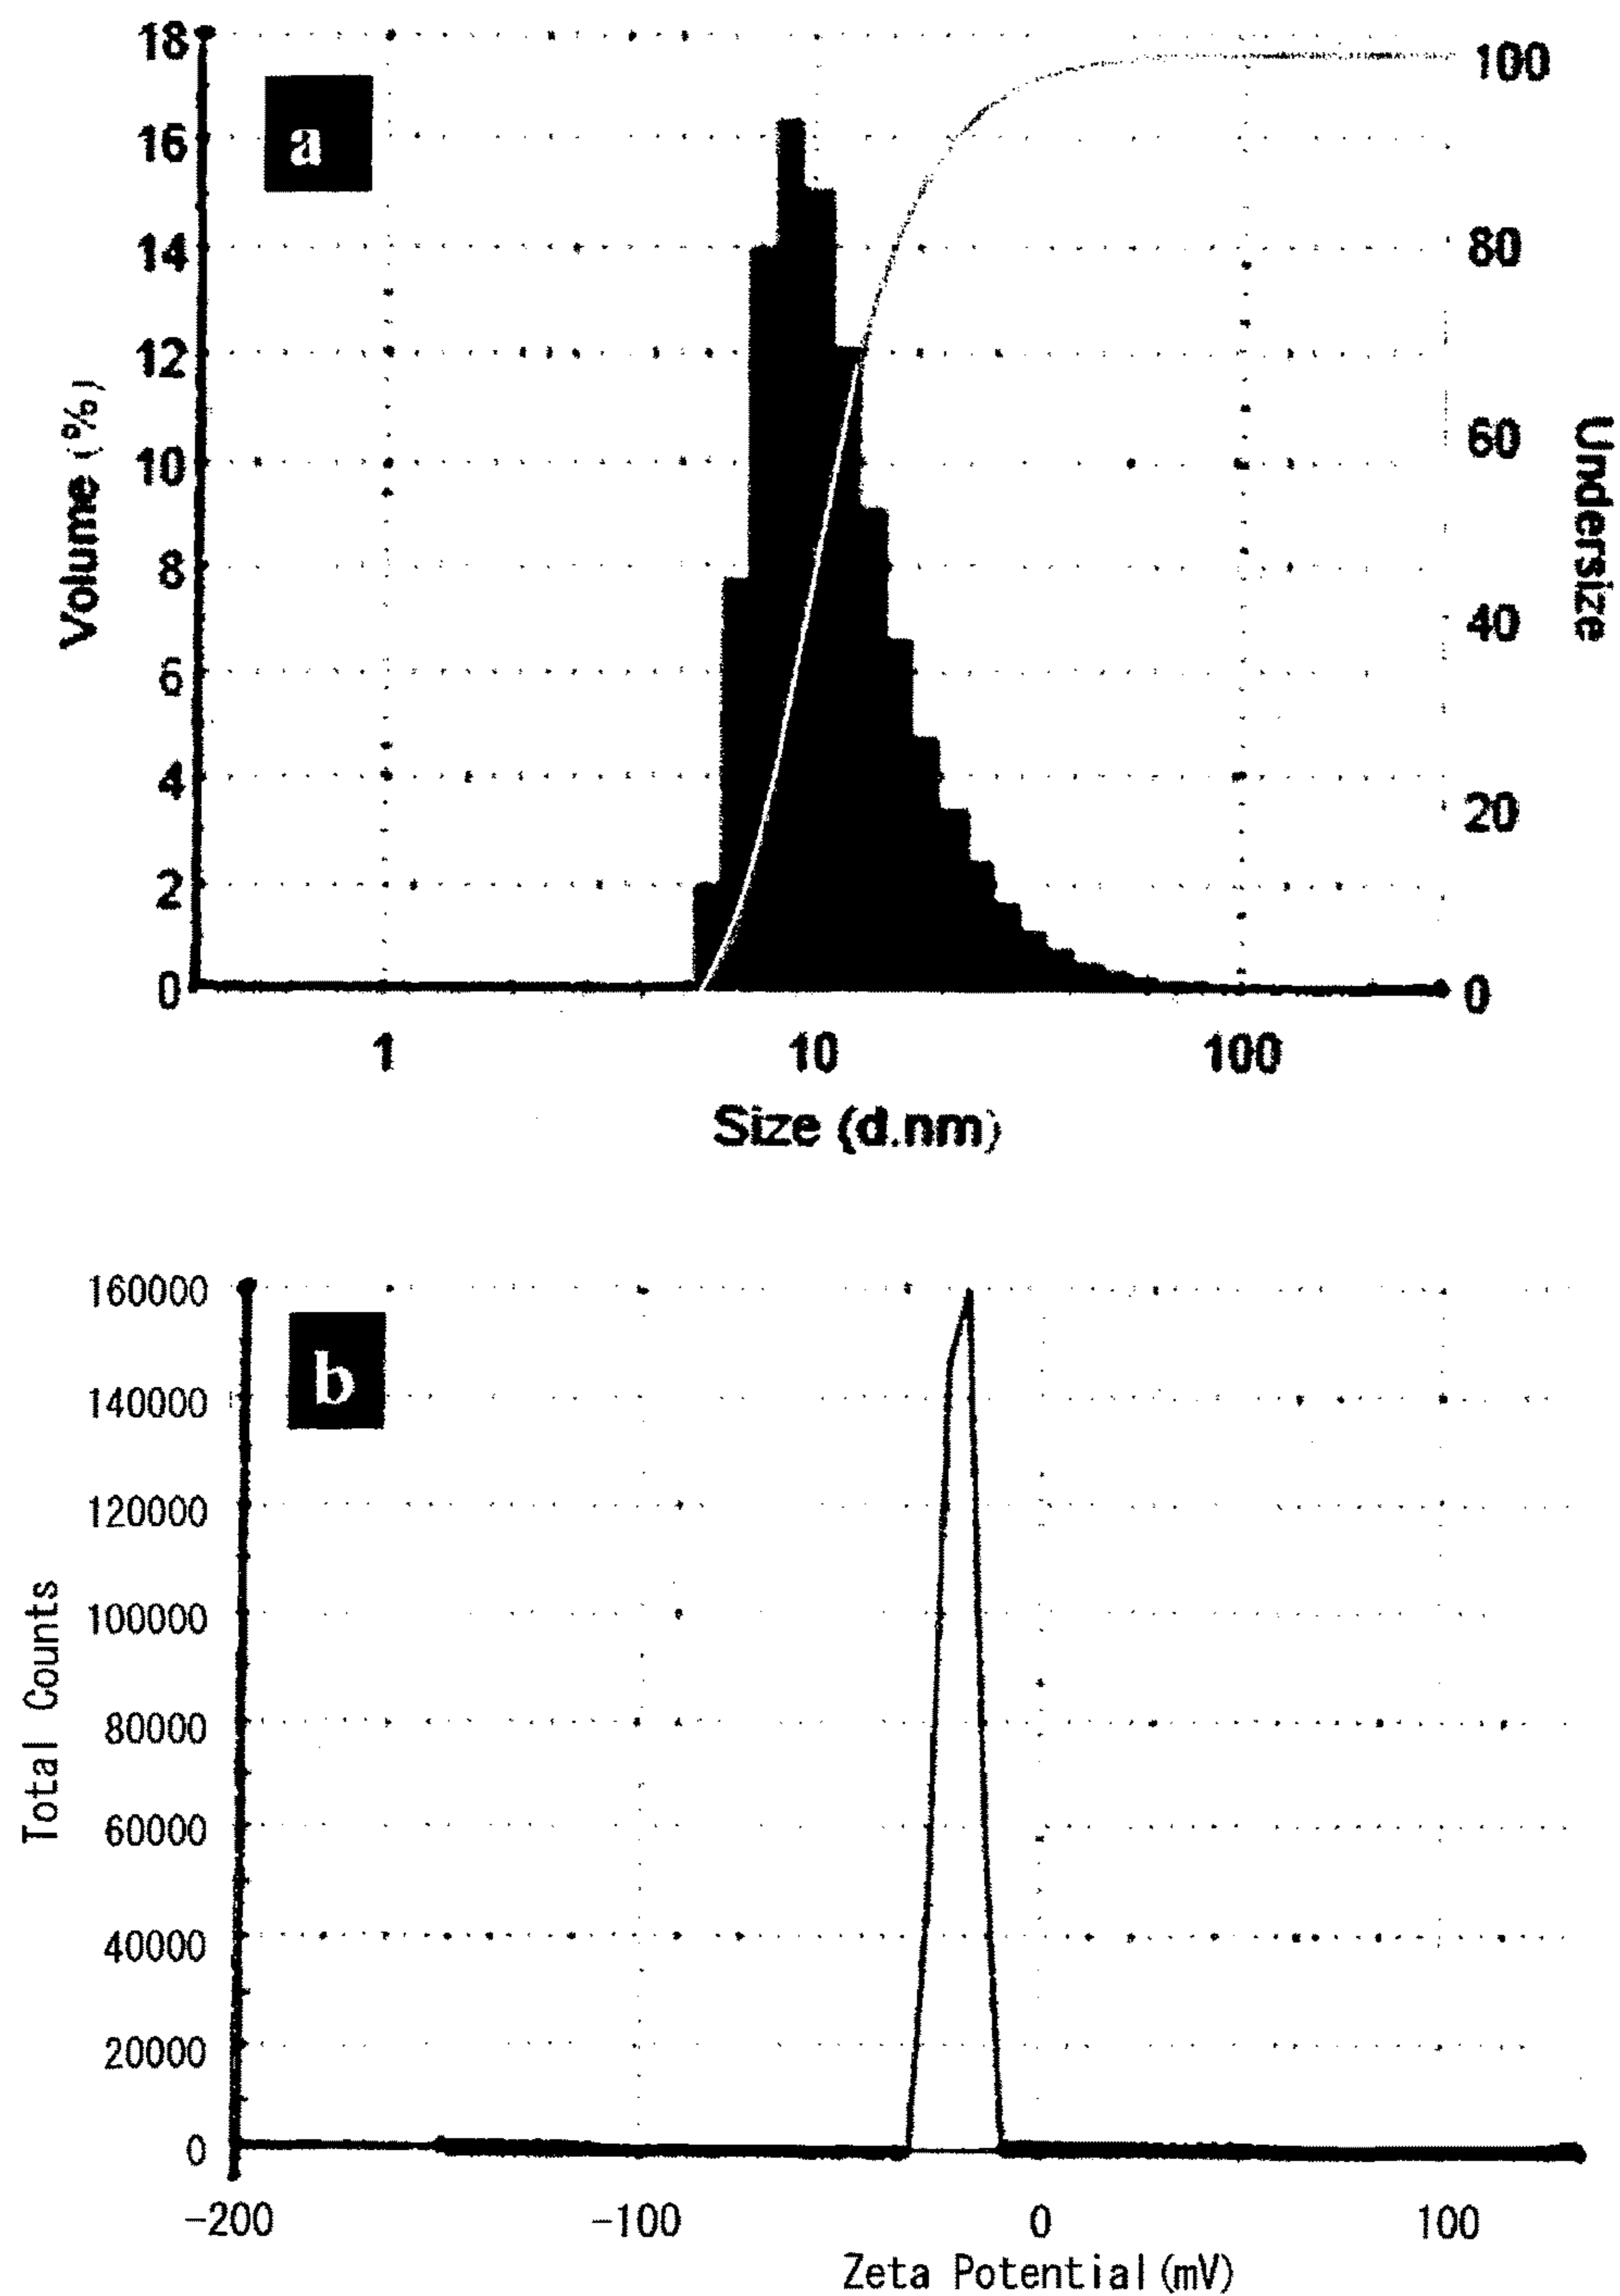 a
18
16
14
12
10
8
6
4
2
0
Volume (%)
100
80
60
40
20
0
Undersize
1 10 100
Size (d.nm)
b
160000
140000
120000
100000
80000
60000
40000
20000
0
Total Counts
-200 -100 0 100
Zeta Potential(mV)